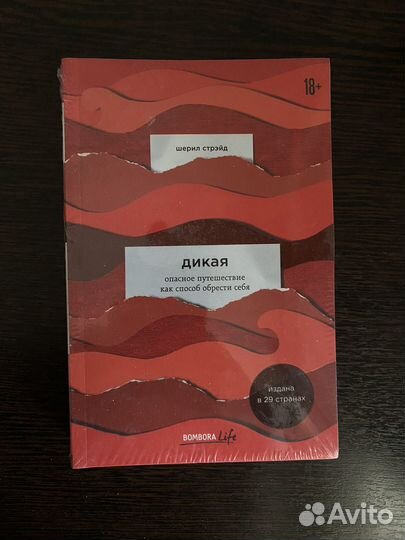 18+
шерил стрэйд
дикая
опасное путешествие
как способ обрести себя
издана
в 29 странах
BOMBORA Life
Avito